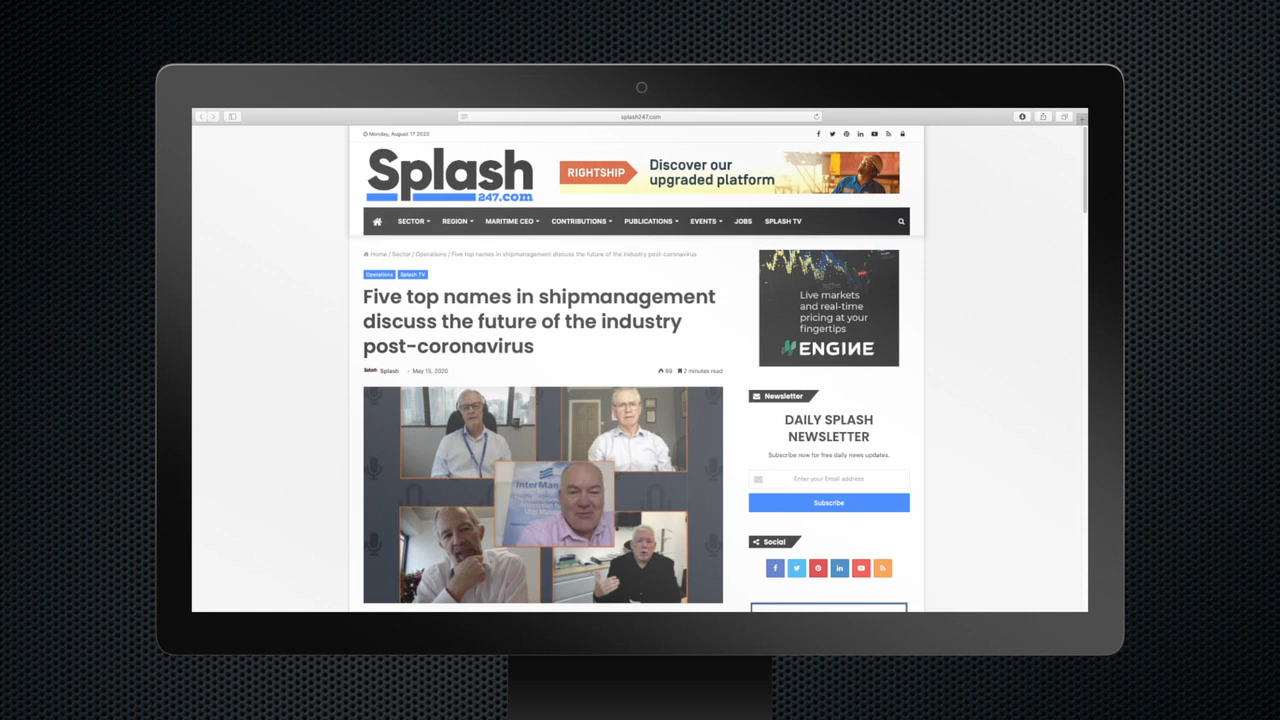 splash247.com
Monday, August 17 2020
Splash
247.com
RIGHTSHIP
Discover our
upgraded platform
SECTOR REGION MARITIME CEO CONTRIBUTIONS PUBLICATIONS EVENTS JOBS SPLASH TV
Home / Sector / Operations / Five top names in shipmanagement discuss the future of the industry post-coronavirus
Operations Splash TV
Five top names in shipmanagement
discuss the future of the industry
post-coronavirus
Splash Splash - May 15, 2020 69 2 minutes read
InterMan
Ship Manag
Live markets
and real-time
pricing at your
fingertips
ENGINE
Newsletter
DAILY SPLASH
NEWSLETTER
Subscribe now for free daily news updates.
Enter your Email address
Subscribe
Social